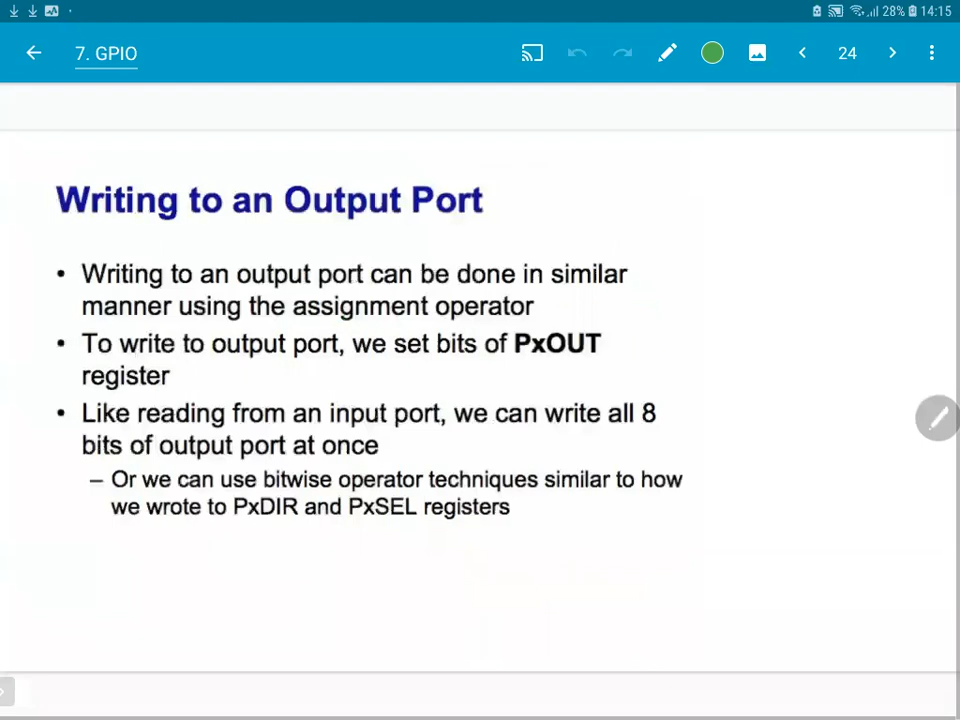 28% 14:15
7. GPIO
24
Writing to an Output Port
• Writing to an output port can be done in similar
manner using the assignment operator
• To write to output port, we set bits of PxOUT
register
• Like reading from an input port, we can write all 8
bits of output port at once
– Or we can use bitwise operator techniques similar to how
we wrote to PxDIR and PxSEL registers